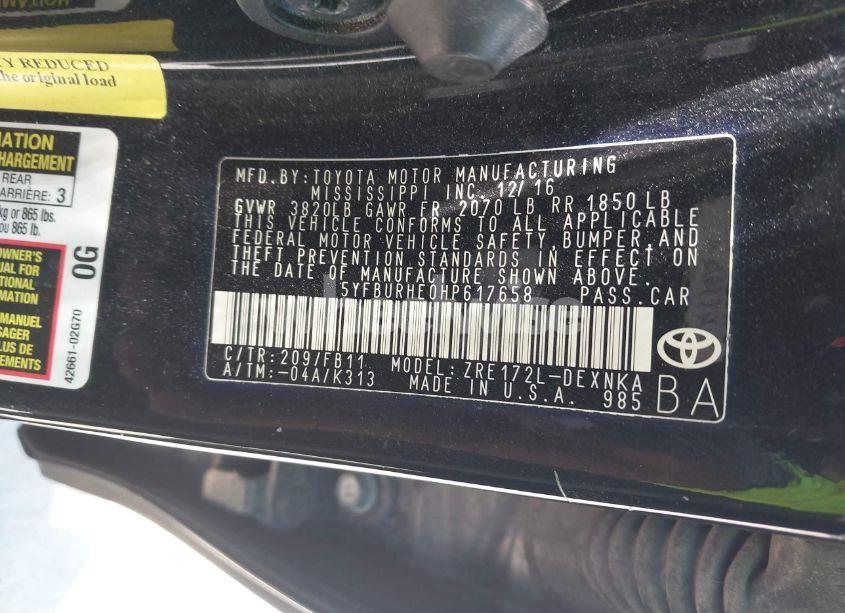 TY REDUCED
the original load
MATION
CHARGEMENT
REAR
ARRIÈRE: 3
kg or 865 lbs.
ou 865 lb.
OWNER'S
UAL FOR
TIONAL
MATION
MANUEL
SAGER
PLUS DE
EMENTS
0G
42661-02G70
MFD.BY:TOYOTA MOTOR MANUFACTURING
MISSISSIPPI INC. 12/16
GVWR 3820LB GAWR FR 2070 LB RR 1850 LB
THIS VEHICLE CONFORMS TO ALL APPLICABLE
FEDERAL MOTOR VEHICLE SAFETY,BUMPER,AND
THEFT PREVENTION STANDARDS IN EFFECT ON
THE DATE OF MANUFACTURE SHOWN ABOVE.
5YFBURHE0HP617658 PASS.CAR
C/TR:209/FB11 MODEL:ZRE172L-DEXNKA
A/TM:-04A/K313 MADE IN U.S.A. 985
BA